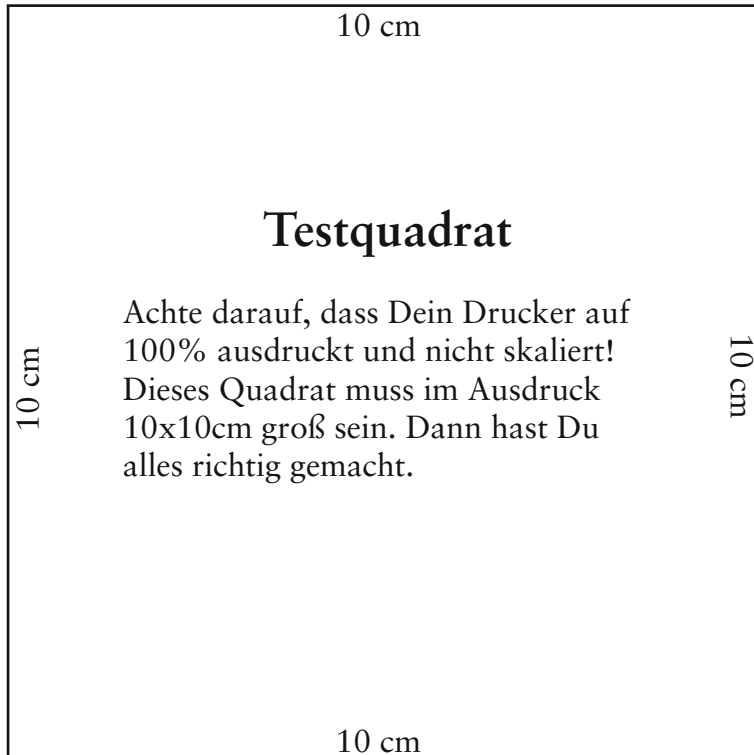 10 cm
Testquadrat
Achte darauf, dass Dein Drucker auf
100% ausdruckt und nicht skaliert!
Dieses Quadrat muss im Ausdruck
10x10cm groß sein. Dann hast Du
alles richtig gemacht.
10 cm
10 cm
10 cm